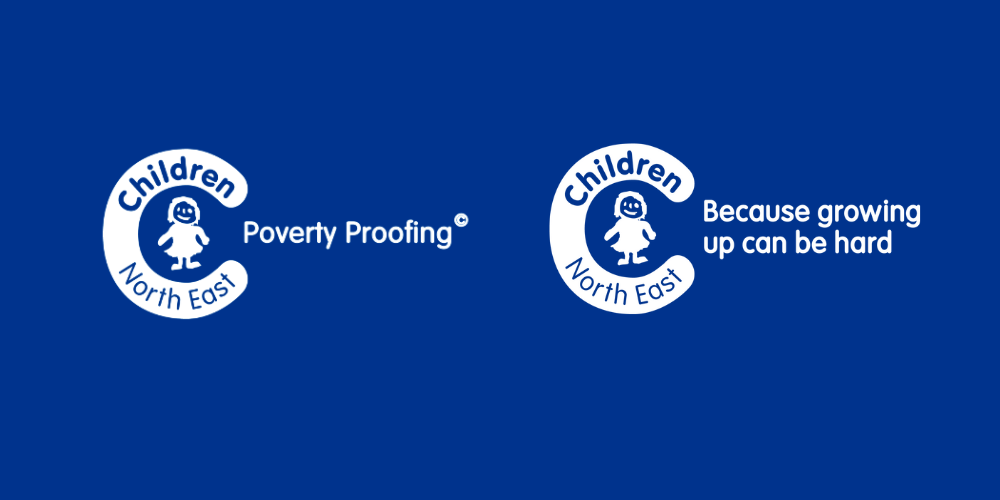 Children
North East
Poverty Proofing©
Children
North East
Because growing
up can be hard